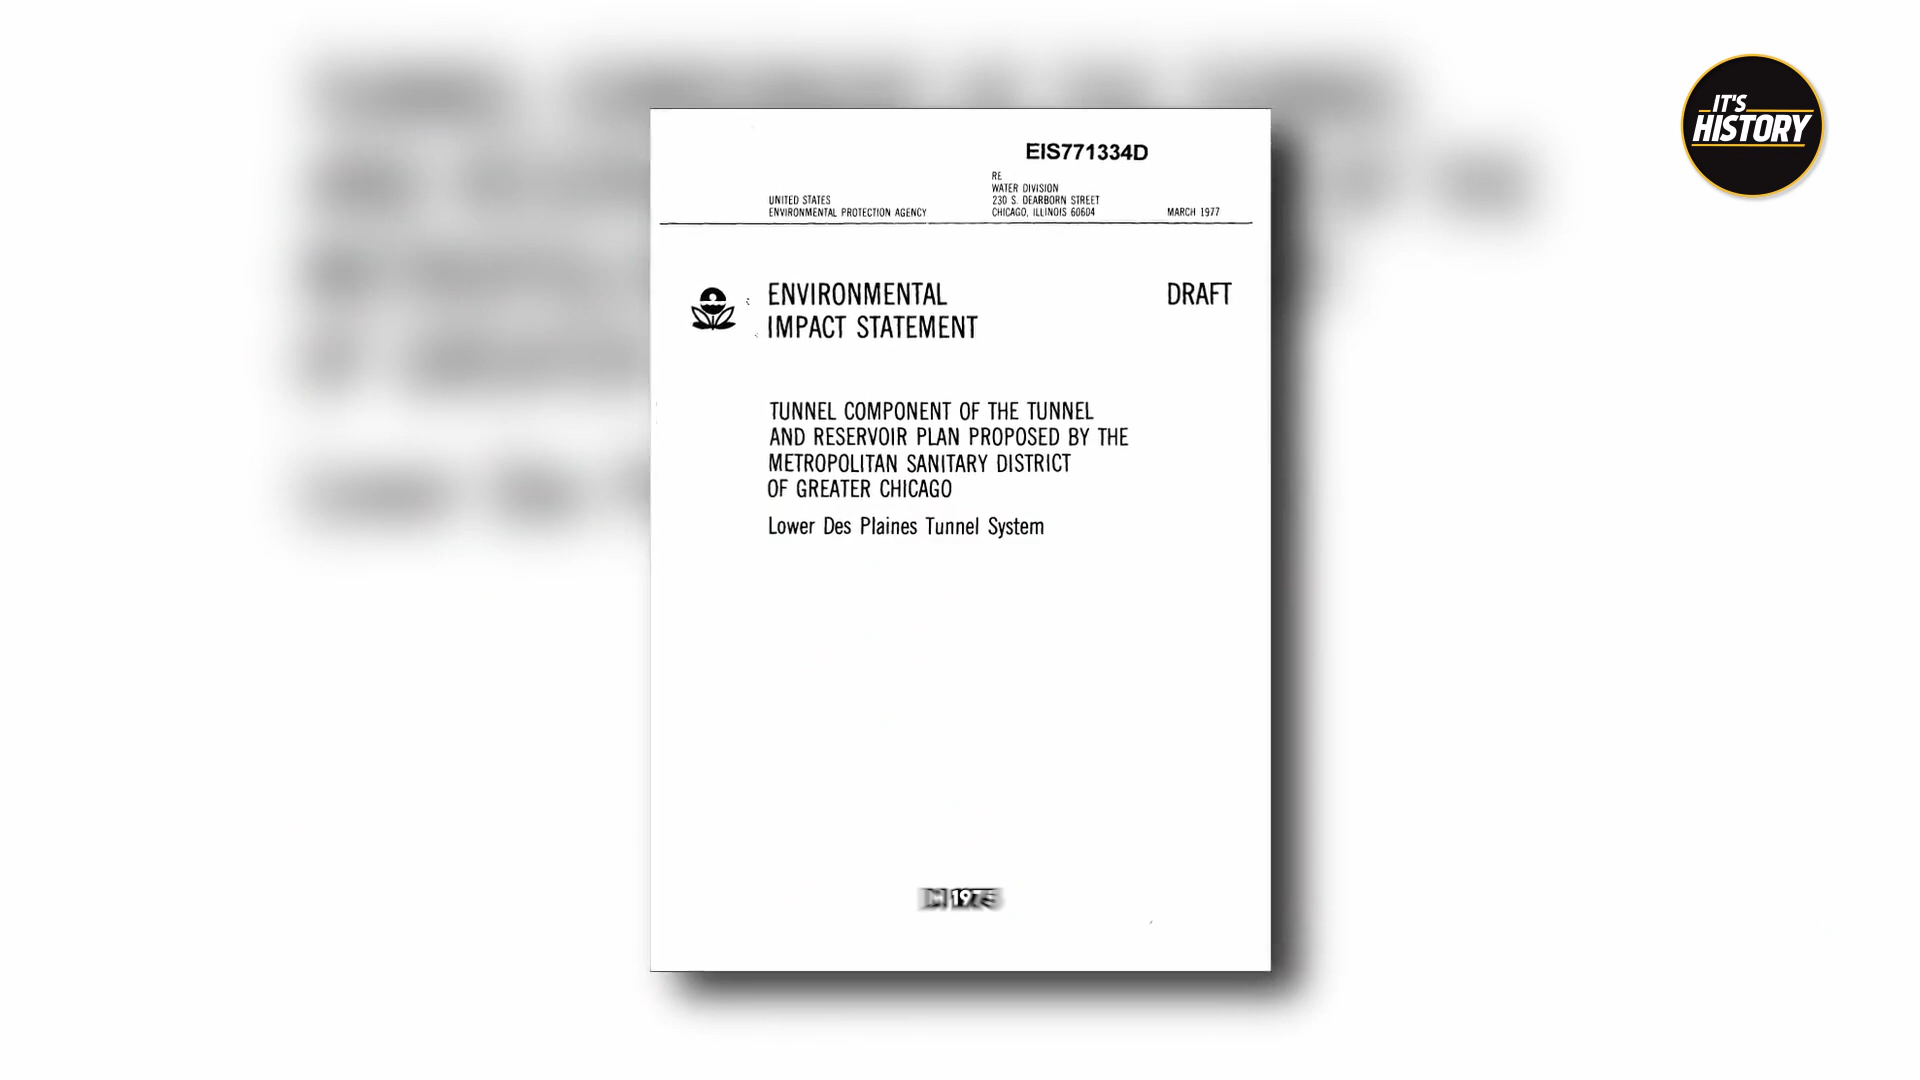 IT'S
HISTORY
EIS771334D
RE
WATER DIVISION
UNITED STATES
230 S. DEARBORN STREET
ENVIRONMENTAL PROTECTION AGENCY
CHICAGO, ILLINOIS 60604
MARCH 1977
ENVIRONMENTAL
IMPACT STATEMENT
DRAFT
TUNNEL COMPONENT OF THE TUNNEL
AND RESERVOIR PLAN PROPOSED BY THE
METROPOLITAN SANITARY DISTRICT
OF GREATER CHICAGO
Lower Des Plaines Tunnel System